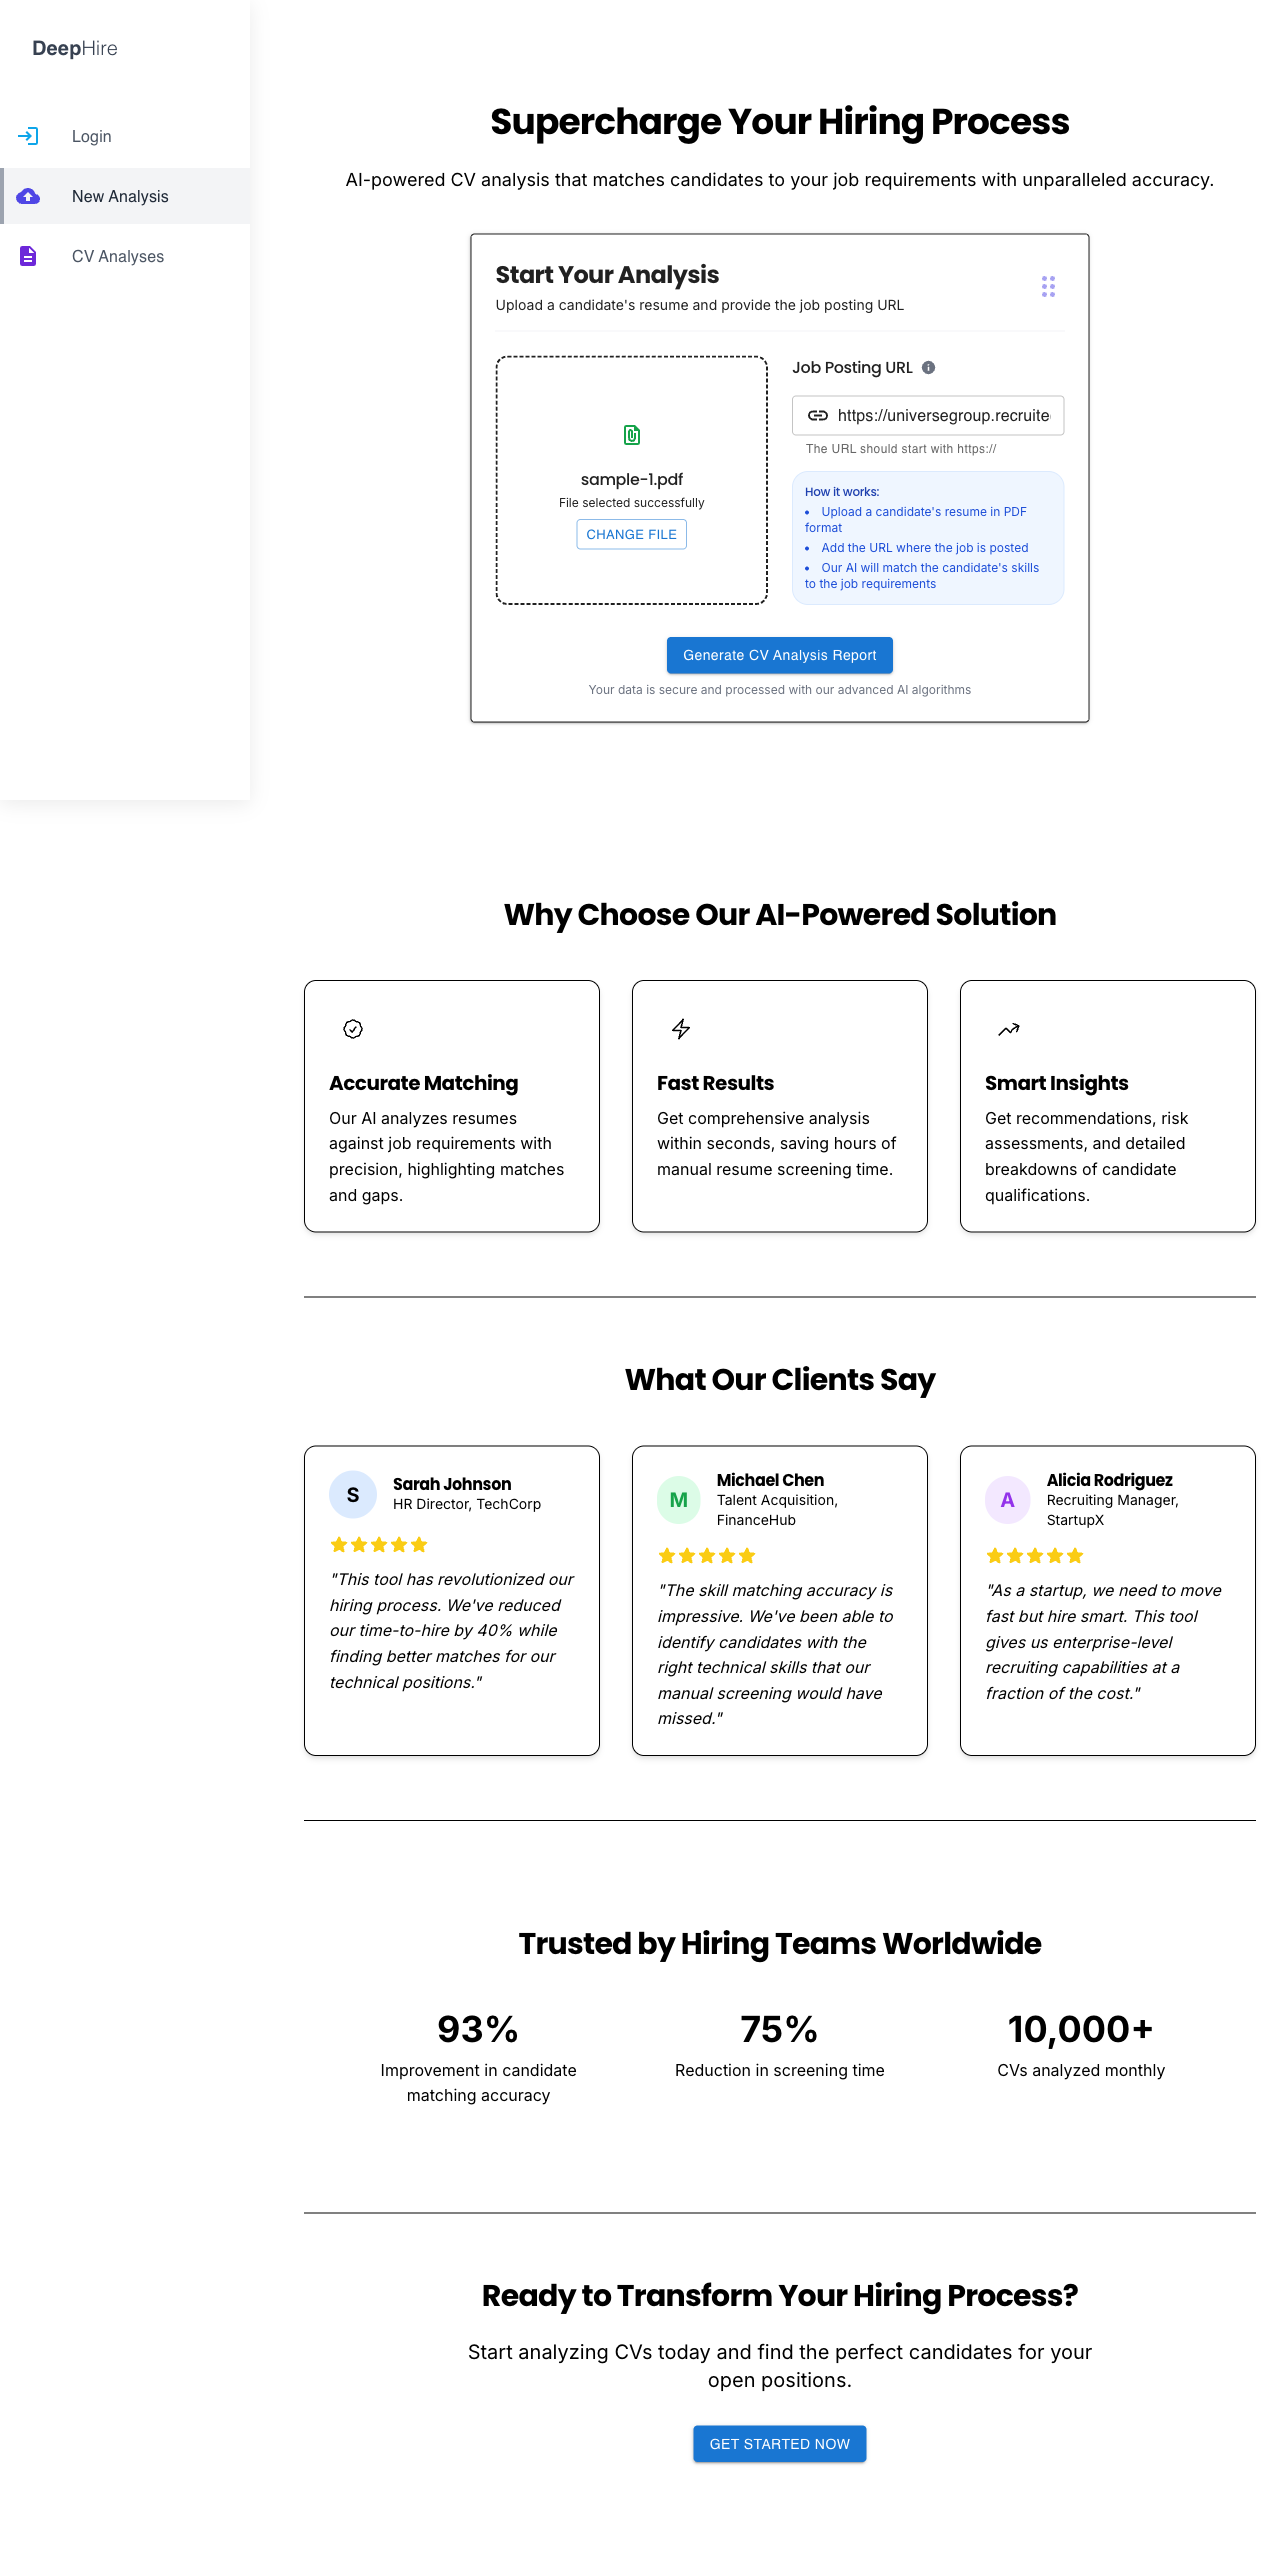 DeepHire
Login
New Analysis
CV Analyses
Supercharge Your Hiring Process
AI-powered CV analysis that matches candidates to your job requirements with unparalleled accuracy.
Start Your Analysis
Upload a candidate's resume and provide the job posting URL
sample-1.pdf
File selected successfully
CHANGE FILE
Job Posting URL
https://universegroup.recruite
The URL should start with https://
How it works:
• Upload a candidate's resume in PDF
format
• Add the URL where the job is posted
• Our AI will match the candidate's skills
to the job requirements
Generate CV Analysis Report
Your data is secure and processed with our advanced AI algorithms
Why Choose Our AI-Powered Solution
Accurate Matching
Our AI analyzes resumes
against job requirements with
precision, highlighting matches
and gaps.
Fast Results
Get comprehensive analysis
within seconds, saving hours of
manual resume screening time.
Smart Insights
Get recommendations, risk
assessments, and detailed
breakdowns of candidate
qualifications.
What Our Clients Say
S
Sarah Johnson
HR Director, TechCorp
"This tool has revolutionized our
hiring process. We've reduced
our time-to-hire by 40% while
finding better matches for our
technical positions."
M
Michael Chen
Talent Acquisition,
FinanceHub
"The skill matching accuracy is
impressive. We've been able to
identify candidates with the
right technical skills that our
manual screening would have
missed."
A
Alicia Rodriguez
Recruiting Manager,
StartupX
"As a startup, we need to move
fast but hire smart. This tool
gives us enterprise-level
recruiting capabilities at a
fraction of the cost."
Trusted by Hiring Teams Worldwide
93%
Improvement in candidate
matching accuracy
75%
Reduction in screening time
10,000+
CVs analyzed monthly
Ready to Transform Your Hiring Process?
Start analyzing CVs today and find the perfect candidates for your
open positions.
GET STARTED NOW